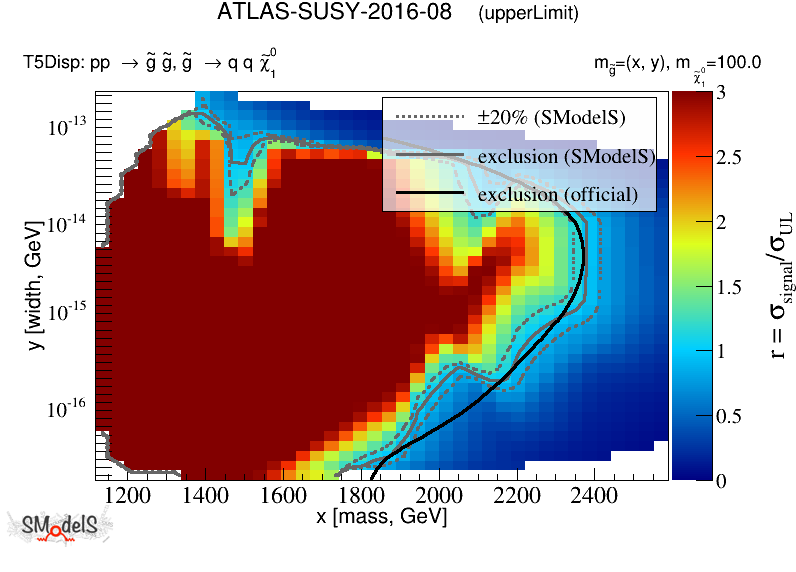 ATLAS-SUSY-2016-08 (upperLimit)
T5Disp: pp → g̃ g̃, g̃ → q q χ̃₁⁰
m_g̃=(x, y), m_χ̃₁⁰=100.0
±20% (SModelS)
exclusion (SModelS)
exclusion (official)
10⁻¹³
10⁻¹⁴
10⁻¹⁵
10⁻¹⁶
y [width, GeV]
1200 1400 1600 1800 2000 2200 2400
x [mass, GeV]
3
2.5
2
1.5
1
0.5
0
r = σ_signal/σ_UL
SModelS